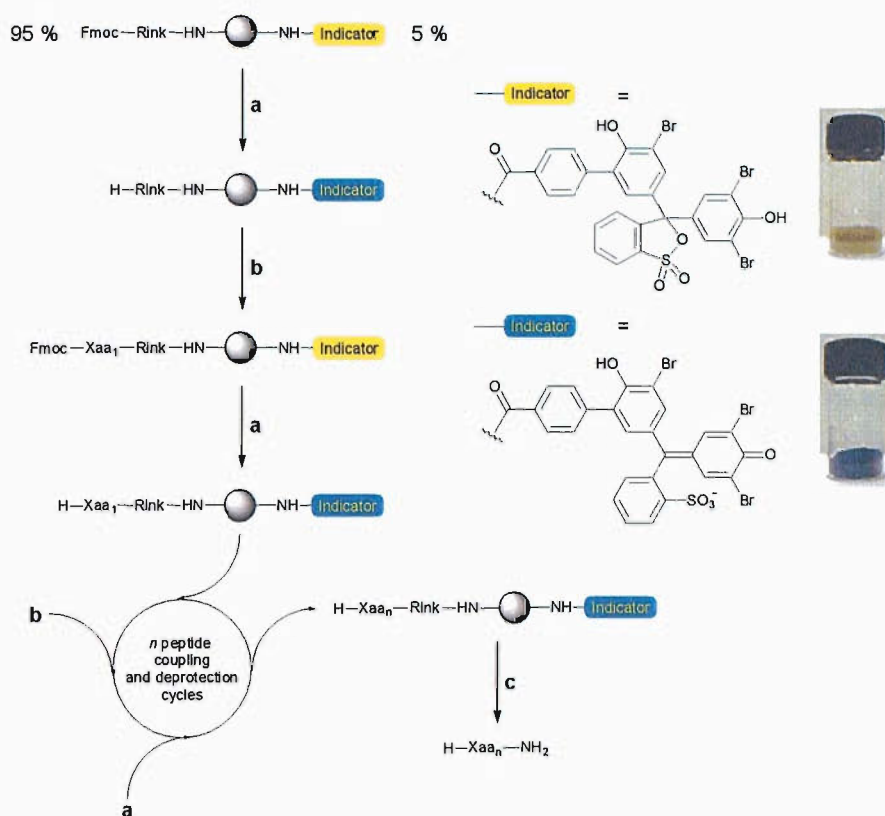 95 % Fmoc–Rink–HN NH–Indicator 5 %
a
Indicator =
HO Br
O
Br
OH
O
S
O O
Br
H–Rink–HN NH–Indicator
b
Fmoc–Xaa1–Rink–HN NH–Indicator
a
Indicator =
HO Br
O
Br
O
Br
SO3-
H–Xaa1–Rink–HN NH–Indicator
b
n peptide
coupling
and deprotection
cycles
a
H–Xaan–Rink–HN NH–Indicator
c
H–Xaan–NH2